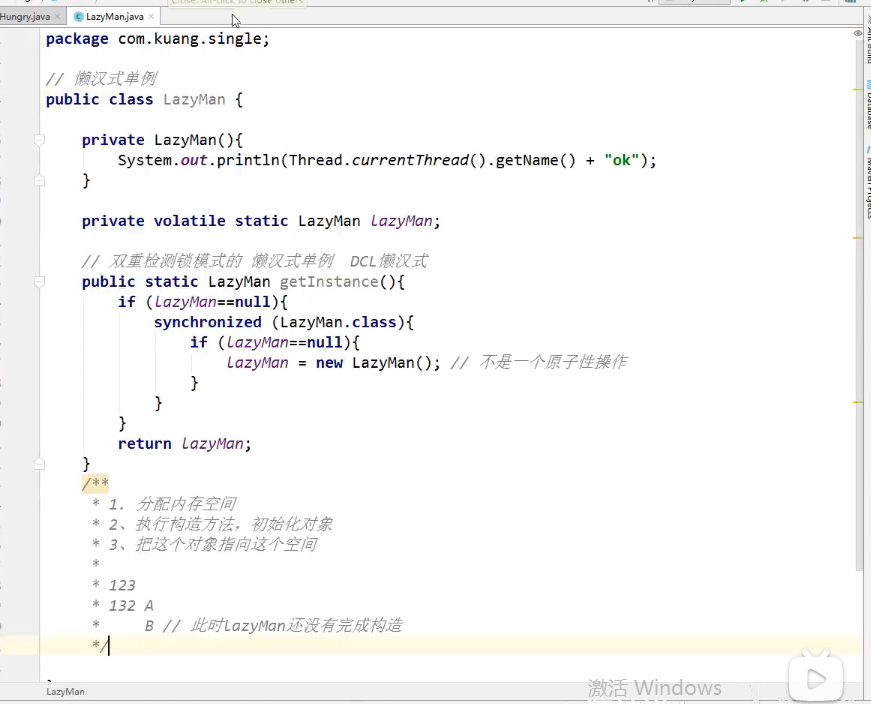 Close. Alt-click to close others
Hungry.java
LazyMan.java
package com.kuang.single;
// 懒汉式单例
public class LazyMan {
private LazyMan(){
System.out.println(Thread.currentThread().getName() + "ok");
}
private volatile static LazyMan lazyMan;
// 双重检测锁模式的 懒汉式单例 DCL懒汉式
public static LazyMan getInstance(){
if (lazyMan==null){
synchronized (LazyMan.class){
if (lazyMan==null){
lazyMan = new LazyMan(); // 不是一个原子性操作
}
}
}
return lazyMan;
}
/**
* 1. 分配内存空间
* 2、执行构造方法，初始化对象
* 3、把这个对象指向这个空间
*
* 123
* 132 A
* B // 此时lazyMan还没有完成构造
*/
LazyMan
激活 Windows
Database
Maven Projects